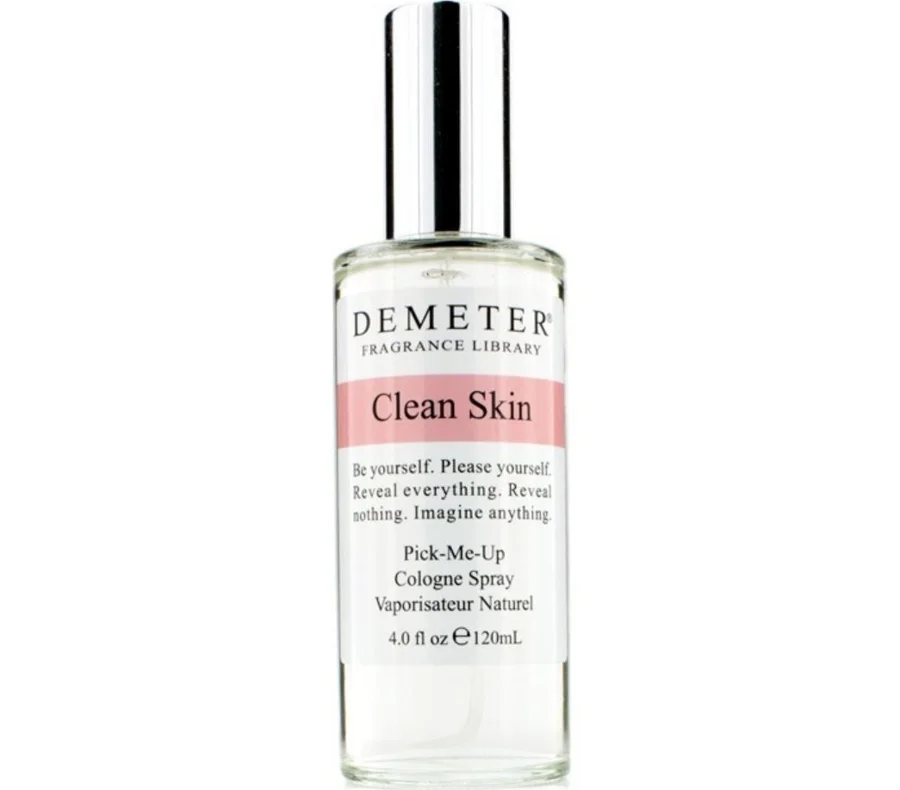 DEMETER®
FRAGRANCE LIBRARY
Clean Skin
Be yourself. Please yourself.
Reveal everything. Reveal
nothing. Imagine anything.
Pick-Me-Up
Cologne Spray
Vaporisateur Naturel
4.0 fl oz ℮120mL